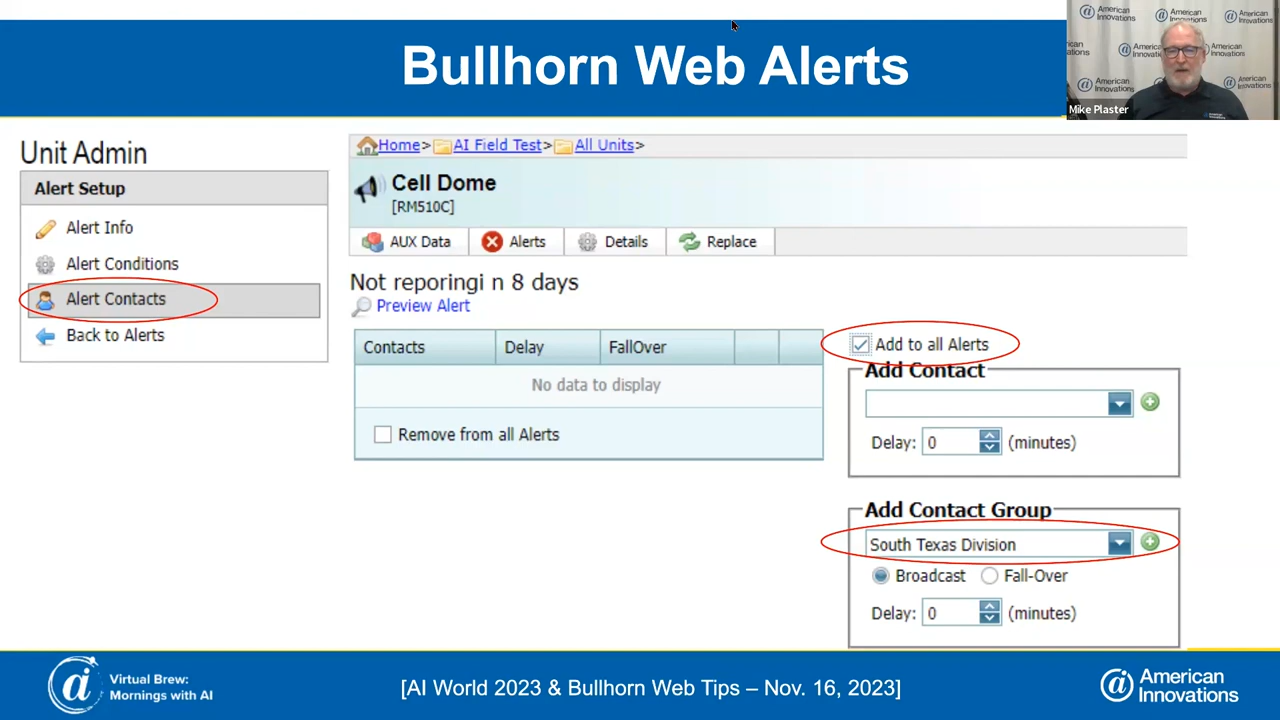 Bullhorn Web Alerts
American Innovations
American Innovations
American Innovations
American Innovations
American Innovations
Mike Plaster
Unit Admin
Alert Setup
Alert Info
Alert Conditions
Alert Contacts
Back to Alerts
Home> AI Field Test> All Units>
Cell Dome
[RM510C]
AUX Data Alerts Details Replace
Not reporingi n 8 days
Preview Alert
Contacts Delay FallOver
No data to display
Remove from all Alerts
Add to all Alerts
Add Contact
Delay: 0 (minutes)
Add Contact Group
South Texas Division
Broadcast Fall-Over
Delay: 0 (minutes)
Virtual Brew:
Mornings with AI
[AI World 2023 & Bullhorn Web Tips – Nov. 16, 2023]
American
Innovations